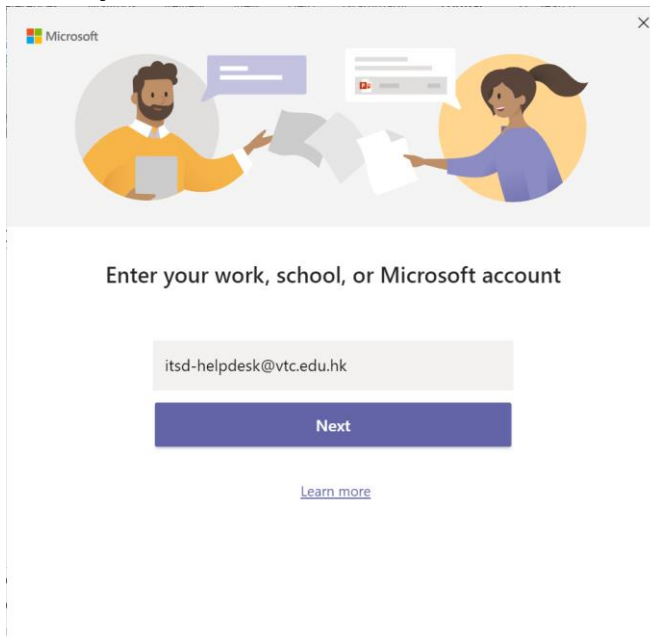 Microsoft
Enter your work, school, or Microsoft account
itsd-helpdesk@vtc.edu.hk
Next
Learn more